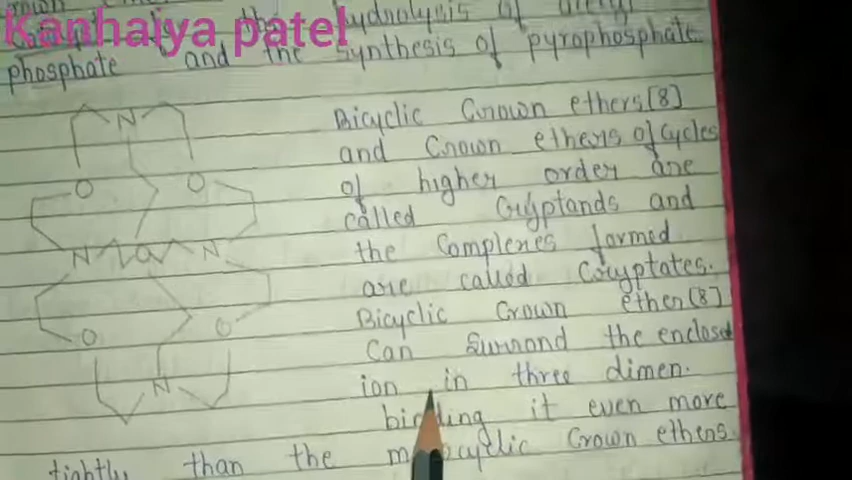 Kanhaiya patel
hydrolysis of
phosphate and the synthesis of pyrophosphate
Bicyclic Crown ethers [8]
and Crown ethers of cycles
of higher order are
called Cryptands and
the Complexes formed
are called Coryptates.
Bicyclic Crown ether (8)
Can Surround the enclosed
ion in three dimen.
binding it even more
tightly than the Crown ethers.
N
O O
N O N
O O
N